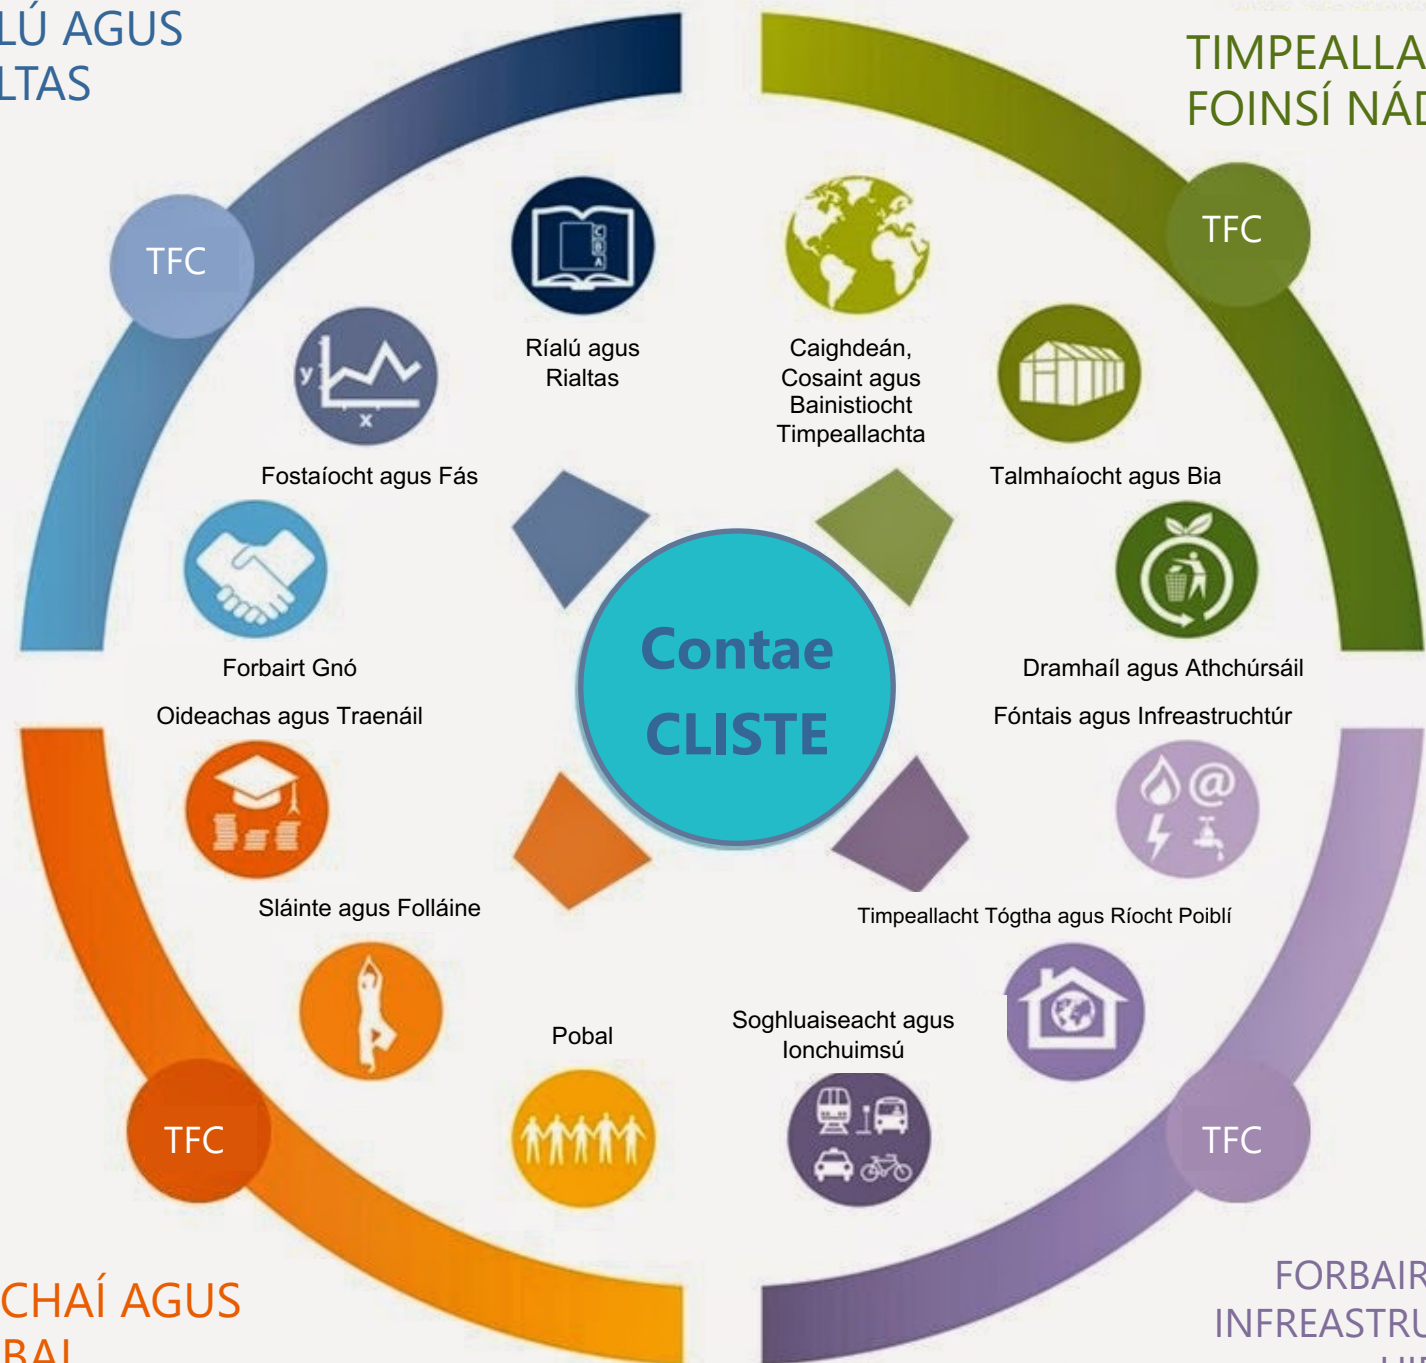 LÚ AGUS
LTAS
TIMPEALLA
FOINSÍ NÁD
TFC
TFC
C
B
A
Ríalú agus
Rialtas
Caighdeán,
Cosaint agus
Bainistiocht
Timpeallachta
y
x
Fostaíocht agus Fás
Talmhaíocht agus Bia
Forbairt Gnó
Dramhaíl agus Athchúrsáil
Contae
CLISTE
Oideachas agus Traenáil
Fóntais agus Infreastruchtúr
@
Sláinte agus Folláine
Timpeallacht Tógtha agus Ríocht Poiblí
Pobal
Soghluaiseacht agus
Ionchuimsú
TFC
TFC
CHAÍ AGUS
BAL
FORBAIR
INFREASTRU